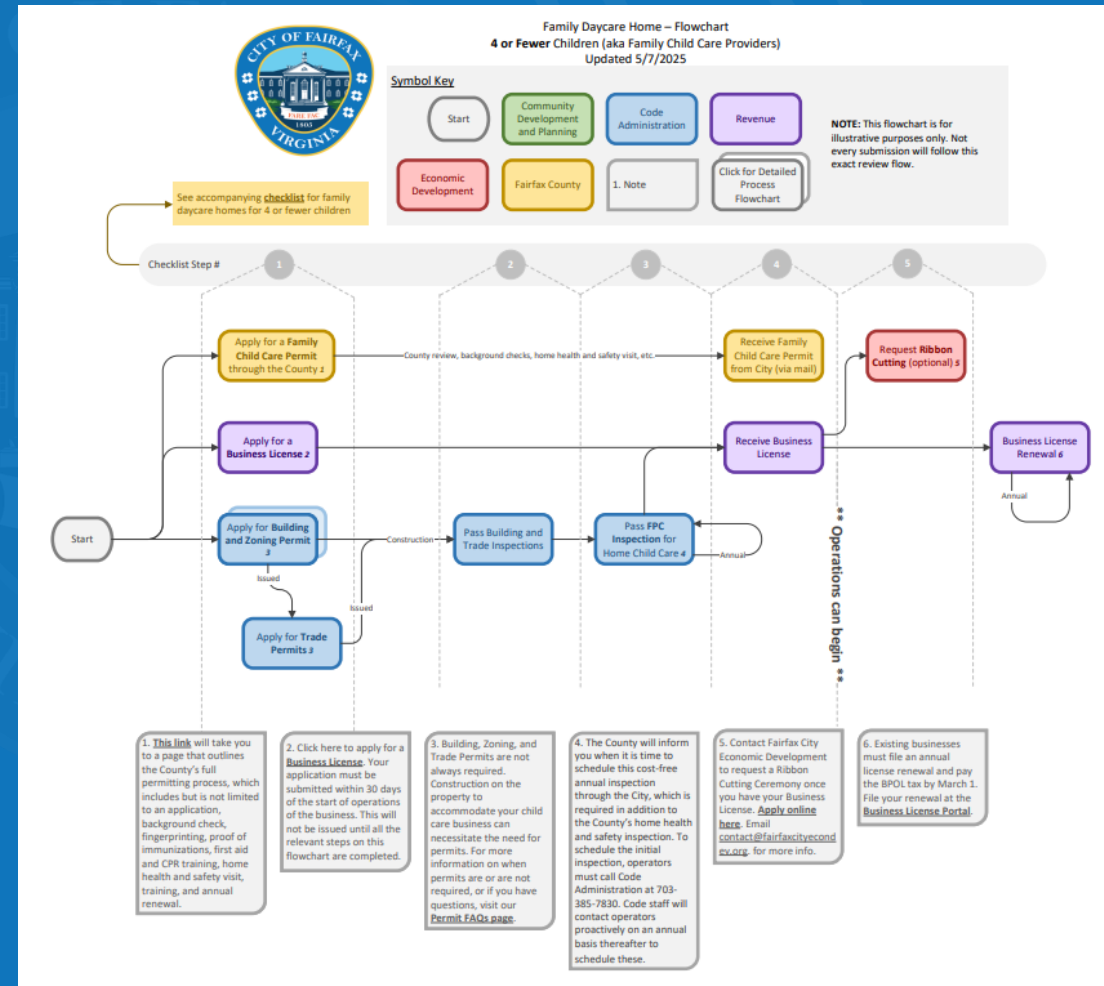 CITY OF FAIRFAX
FAIRE FAC
1805
VIRGINIA
Family Daycare Home – Flowchart
4 or Fewer Children (aka Family Child Care Providers)
Updated 5/7/2025
Symbol Key
Start
Community
Development
and Planning
Code
Administration
Revenue
Economic
Development
Fairfax County
1. Note
Click for Detailed
Process
Flowchart
NOTE: This flowchart is for
illustrative purposes only. Not
every submission will follow this
exact review flow.
See accompanying checklist for family
daycare homes for 4 or fewer children
Checklist Step #
1
2
3
4
5
Apply for a Family
Child Care Permit
through the County 1
County review, background checks, home health and safety visit, etc.
Receive Family
Child Care Permit
from City (via mail)
Request Ribbon
Cutting (optional) 5
Apply for a
Business License 2
Receive Business
License
Business License
Renewal 6
Annual
Start
Apply for Building
and Zoning Permit
3
Construction
Pass Building and
Trade Inspections
Pass FPC
Inspection for
Home Child Care 4
Annual
Issued
Issued
Apply for Trade
Permits 3
** Operations can begin **
1. This link will take you
to a page that outlines
the County's full
permitting process, which
includes but is not limited
to an application,
background check,
fingerprinting, proof of
immunizations, first aid
and CPR training, home
health and safety visit,
training, and annual
renewal.
2. Click here to apply for a
Business License. Your
application must be
submitted within 30 days
of the start of operations
of the business. This will
not be issued until all the
relevant steps on this
flowchart are completed.
3. Building, Zoning, and
Trade Permits are not
always required.
Construction on the
property to
accommodate your child
care business can
necessitate the need for
permits. For more
information on when
permits are or are not
required, or if you have
questions, visit our
Permit FAQs page.
4. The County will inform
you when it is time to
schedule this cost-free
annual inspection
through the City, which is
required in addition to
the County's home health
and safety inspection. To
schedule the initial
inspection, operators
must call Code
Administration at 703-
385-7830. Code staff will
contact operators
proactively on an annual
basis thereafter to
schedule these.
5. Contact Fairfax City
Economic Development
to request a Ribbon
Cutting Ceremony once
you have your Business
License. Apply online
here. Email
contact@fairfaxcityecond
ev.org. for more info.
6. Existing businesses
must file an annual
license renewal and pay
the BPOL tax by March 1.
File your renewal at the
Business License Portal.